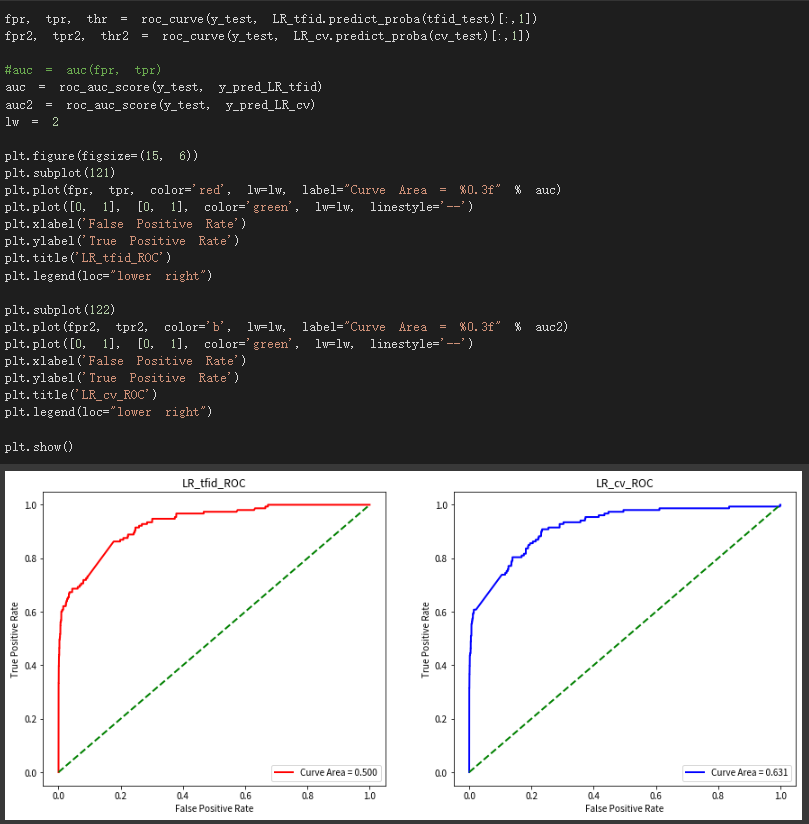 fpr, tpr, thr = roc_curve(y_test, LR_tfid.predict_proba(tfid_test)[:,1])
fpr2, tpr2, thr2 = roc_curve(y_test, LR_cv.predict_proba(cv_test)[:,1])
#auc = auc(fpr, tpr)
auc = roc_auc_score(y_test, y_pred_LR_tfid)
auc2 = roc_auc_score(y_test, y_pred_LR_cv)
lw = 2
plt.figure(figsize=(15, 6))
plt.subplot(121)
plt.plot(fpr, tpr, color='red', lw=lw, label="Curve Area = %0.3f" % auc)
plt.plot([0, 1], [0, 1], color='green', lw=lw, linestyle='--')
plt.xlabel('False Positive Rate')
plt.ylabel('True Positive Rate')
plt.title('LR_tfid_ROC')
plt.legend(loc="lower right")
plt.subplot(122)
plt.plot(fpr2, tpr2, color='b', lw=lw, label="Curve Area = %0.3f" % auc2)
plt.plot([0, 1], [0, 1], color='green', lw=lw, linestyle='--')
plt.xlabel('False Positive Rate')
plt.ylabel('True Positive Rate')
plt.title('LR_cv_ROC')
plt.legend(loc="lower right")
plt.show()
LR_tfid_ROC
1.0
0.8
0.6
0.4
0.2
0.0
True Positive Rate
Curve Area = 0.500
0.0 0.2 0.4 0.6 0.8 1.0
False Positive Rate
LR_cv_ROC
1.0
0.8
0.6
0.4
0.2
0.0
True Positive Rate
Curve Area = 0.631
0.0 0.2 0.4 0.6 0.8 1.0
False Positive Rate